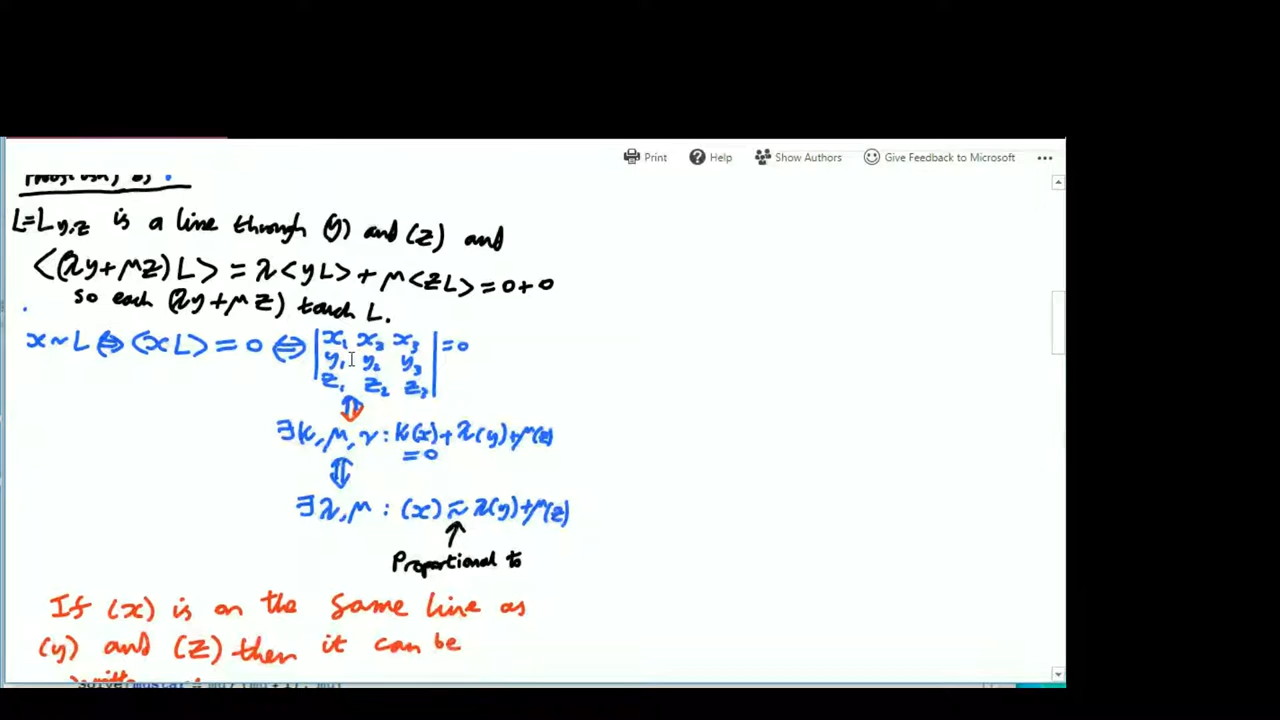 Print Help Show Authors Give Feedback to Microsoft
L=L y,z is a line through (y) and (z) and
<(λy+μz)L> = λ<yL> + μ<zL> = 0+0
so each (λy+μz) touch L.
x~L ⇔ <xL> = 0 ⇔ |x₁ x₂ x₃
y₁ y₂ y₃
z₁ z₂ z₃| = 0
⇕
∃κ,μ,ν : κ(x)+λ(y)+μ(z)
=0
⇕
∃λ,μ : (x) ≈ λ(y)+μ(z)
↑
Proportional to
If (x) is on the same line as
(y) and (z) then it can be